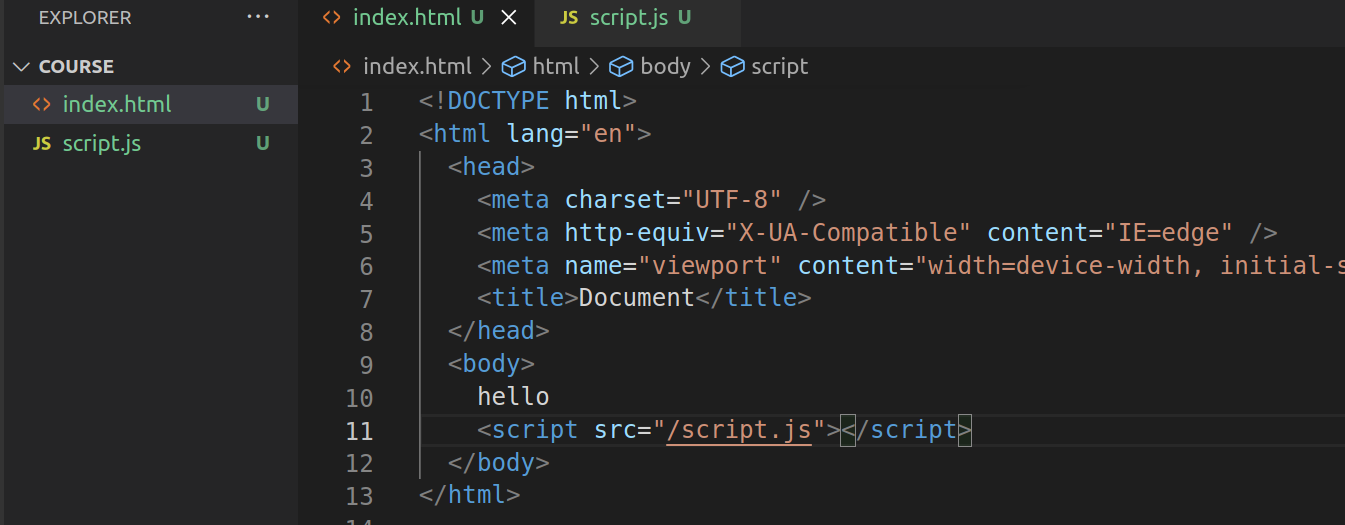 EXPLORER ...
index.html U
JS script.js U
COURSE
index.html U
JS script.js U
index.html > html > body > script
1 <!DOCTYPE html>
2 <html lang="en">
3 <head>
4 <meta charset="UTF-8" />
5 <meta http-equiv="X-UA-Compatible" content="IE=edge" />
6 <meta name="viewport" content="width=device-width, initial-s
7 <title>Document</title>
8 </head>
9 <body>
10 hello
11 <script src="/script.js"></script>
12 </body>
13 </html>